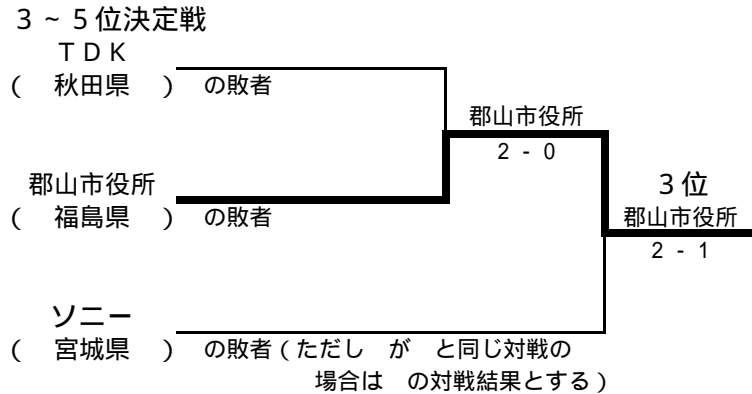 3～5位決定戦
TDK
( 秋田県 ) の敗者
郡山市役所
2 - 0
郡山市役所
( 福島県 ) の敗者
3位
郡山市役所
2 - 1
ソニー
( 宮城県 ) の敗者(ただし が と同じ対戦の
場合は の対戦結果とする)